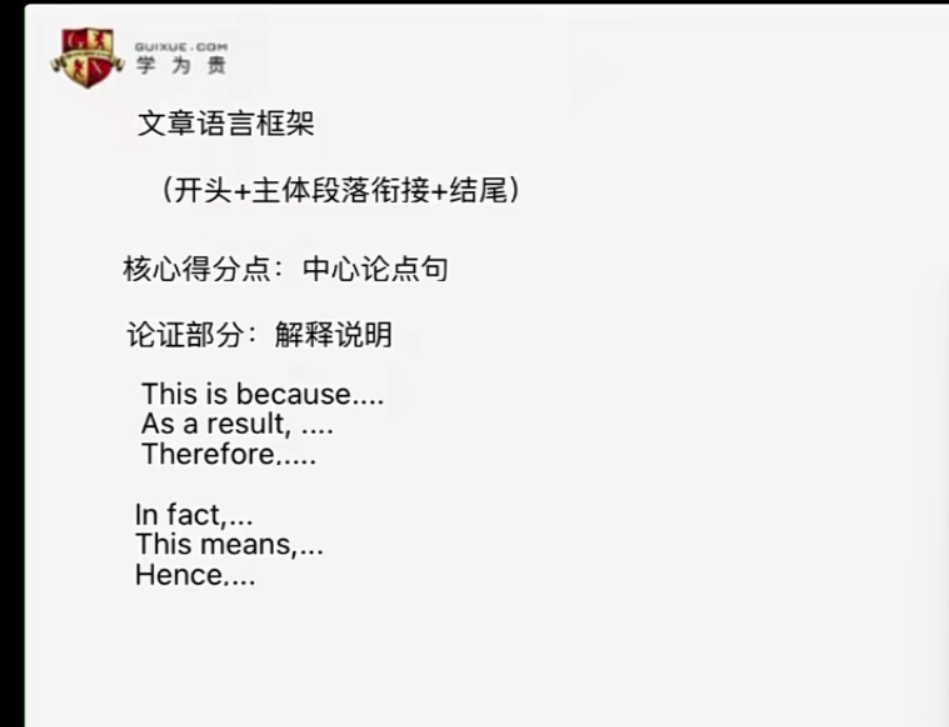 GUIXUE.COM
学为贵
文章语言框架
（开头+主体段落衔接+结尾）
核心得分点：中心论点句
论证部分：解释说明
This is because....
As a result, ....
Therefore,....
In fact,...
This means,...
Hence,...